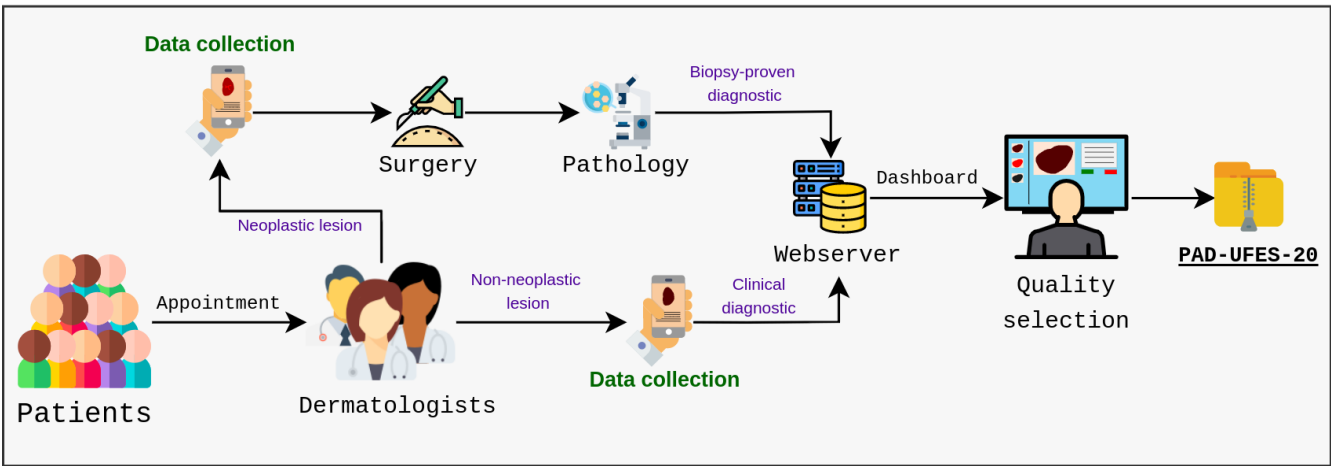 Data collection
Surgery
Pathology
Biopsy-proven
diagnostic
Neoplastic lesion
Patients
Appointment
Dermatologists
Non-neoplastic
lesion
Data collection
Clinical
diagnostic
Webserver
Dashboard
Quality
selection
PAD-UFES-20